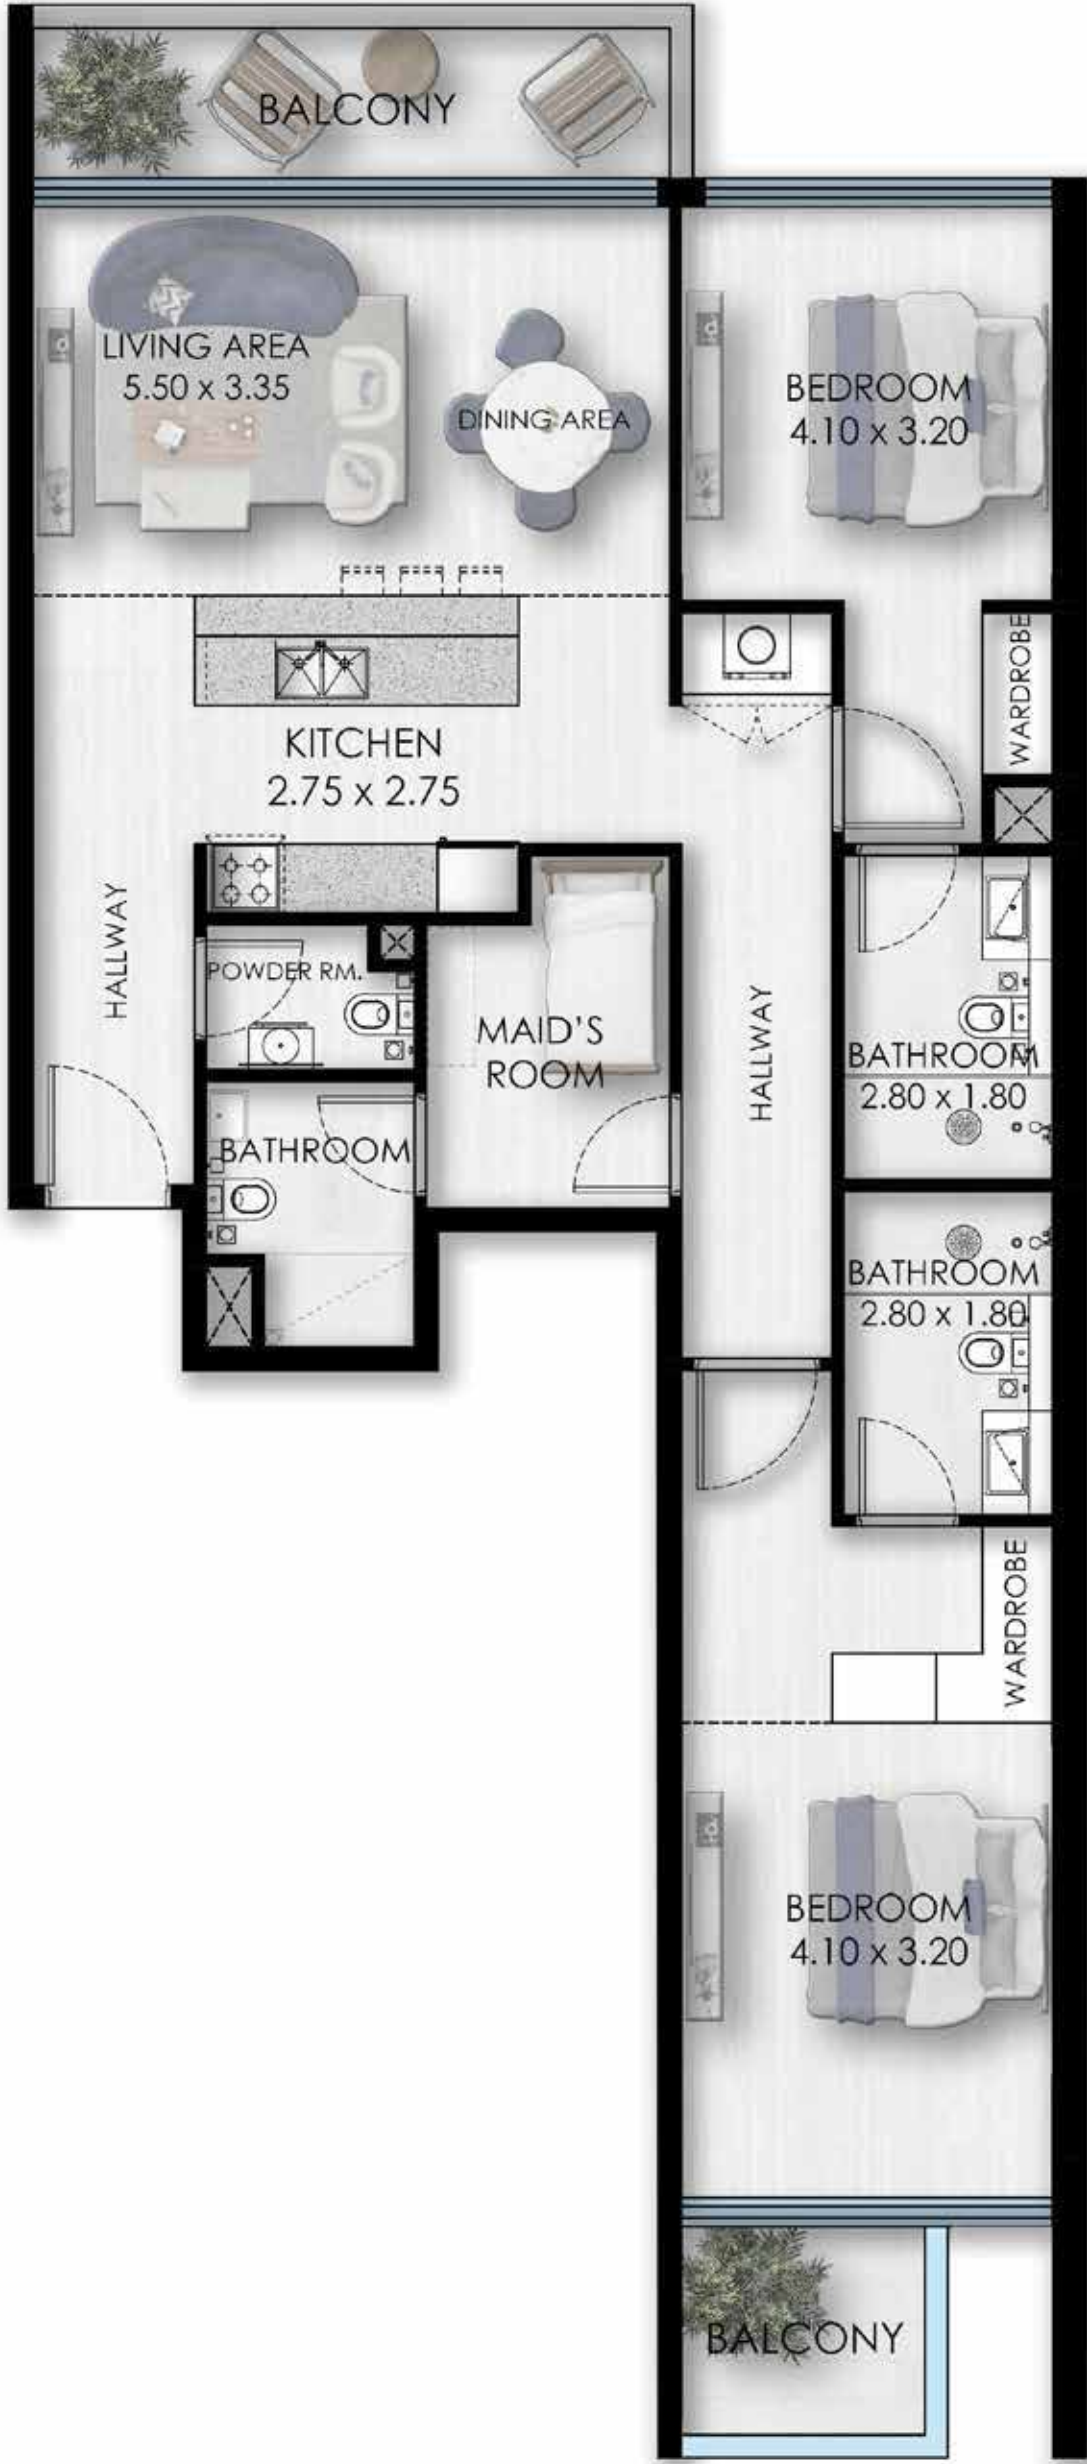 BALCONY
LIVING AREA
5.50 x 3.35
DINING AREA
BEDROOM
4.10 x 3.20
WARDROBE
KITCHEN
2.75 x 2.75
HALLWAY
POWDER RM.
MAID'S
ROOM
HALLWAY
BATHROOM
2.80 x 1.80
BATHROOM
BATHROOM
2.80 x 1.80
WARDROBE
BEDROOM
4.10 x 3.20
BALCONY